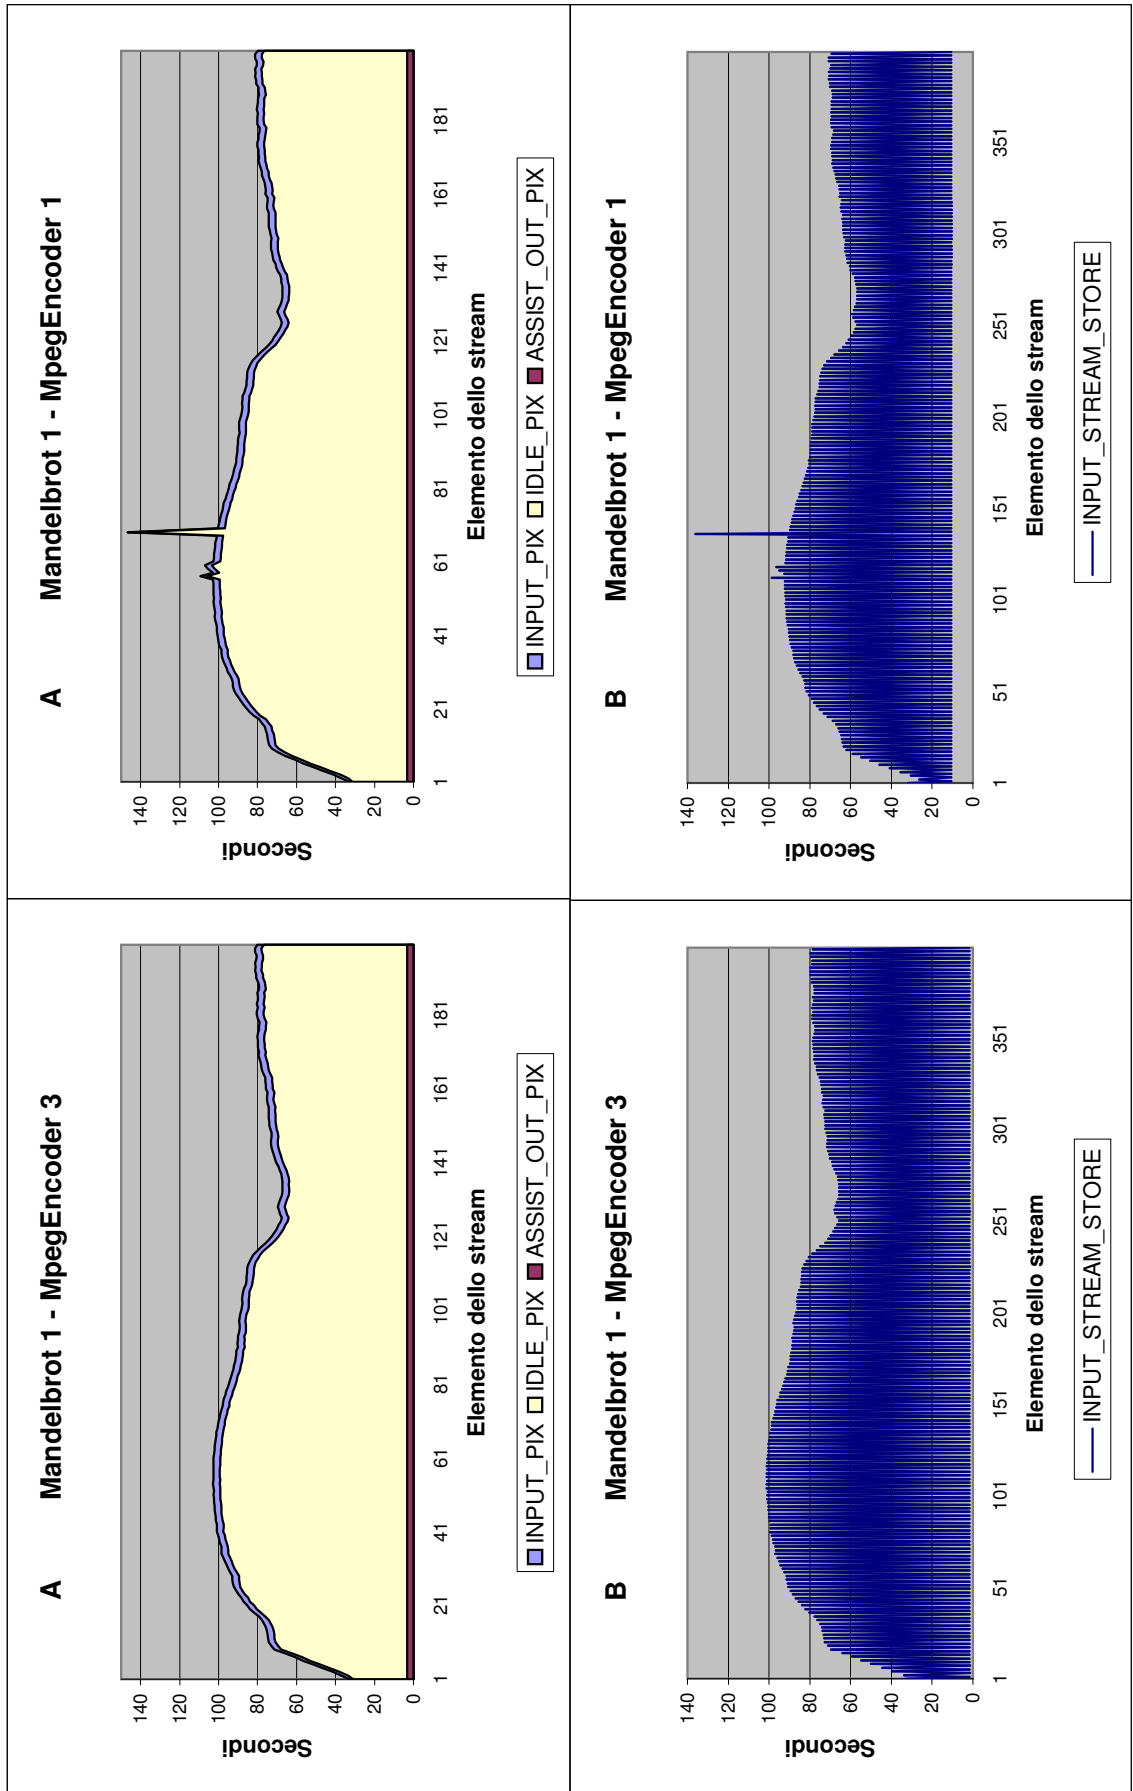 A Mandelbrot 1 - MpegEncoder 3
140
120
100
80
60
40
20
0
Secondi
1 21 41 61 81 101 121 141 161 181
Elemento dello stream
INPUT_PIX IDLE_PIX ASSIST_OUT_PIX
A Mandelbrot 1 - MpegEncoder 1
140
120
100
80
60
40
20
0
Secondi
1 21 41 61 81 101 121 141 161 181
Elemento dello stream
INPUT_PIX IDLE_PIX ASSIST_OUT_PIX
B Mandelbrot 1 - MpegEncoder 3
140
120
100
80
60
40
20
0
Secondi
1 51 101 151 201 251 301 351
Elemento dello stream
INPUT_STREAM_STORE
B Mandelbrot 1 - MpegEncoder 1
140
120
100
80
60
40
20
0
Secondi
1 51 101 151 201 251 301 351
Elemento dello stream
INPUT_STREAM_STORE